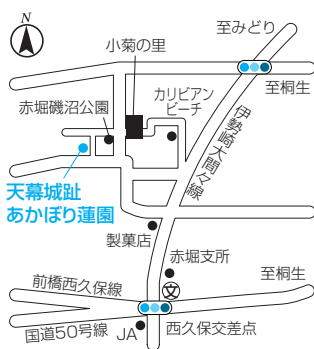 N
至みどり
小菊の里
至桐生
赤堀磯沼公園
カリビアン
ビーチ
伊勢崎大間々線
天幕城趾
あかぼり蓮園
製菓店
赤堀支所
文
至桐生
前橋西久保線
国道50号線
JA
西久保交差点